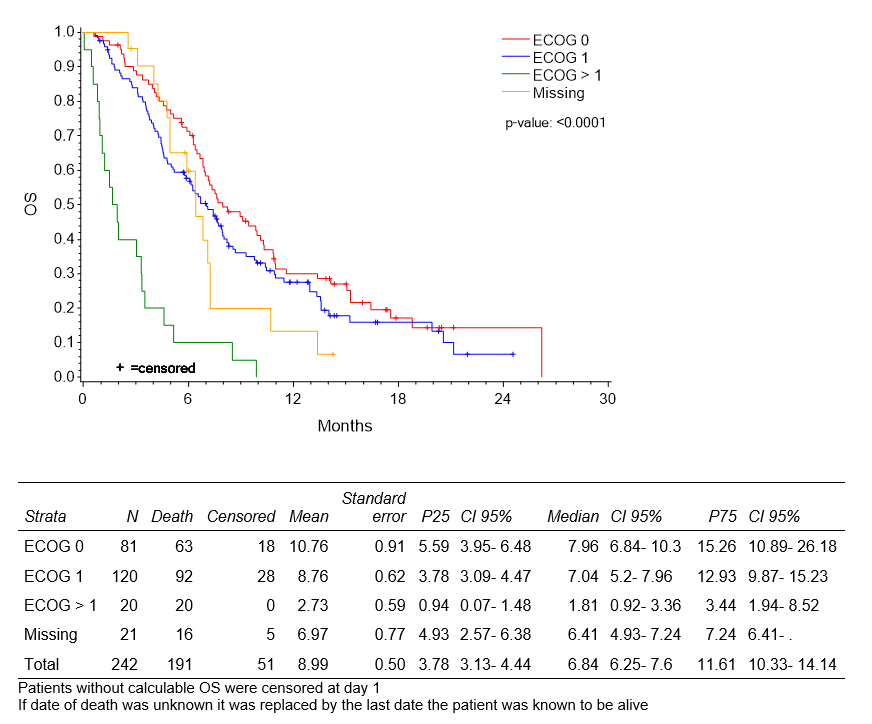 ECOG 0
ECOG 1
ECOG > 1
Missing
p-value: <0.0001
OS
1.0
0.9
0.8
0.7
0.6
0.5
0.4
0.3
0.2
0.1
0.0
+ =censored
0 6 12 18 24 30
Months
Strata N Death Censored Mean Standard error P25 CI 95% Median CI 95% P75 CI 95%
ECOG 0 81 63 18 10.76 0.91 5.59 3.95- 6.48 7.96 6.84- 10.3 15.26 10.89- 26.18
ECOG 1 120 92 28 8.76 0.62 3.78 3.09- 4.47 7.04 5.2- 7.96 12.93 9.87- 15.23
ECOG > 1 20 20 0 2.73 0.59 0.94 0.07- 1.48 1.81 0.92- 3.36 3.44 1.94- 8.52
Missing 21 16 5 6.97 0.77 4.93 2.57- 6.38 6.41 4.93- 7.24 7.24 6.41- .
Total 242 191 51 8.99 0.50 3.78 3.13- 4.44 6.84 6.25- 7.6 11.61 10.33- 14.14
Patients without calculable OS were censored at day 1
If date of death was unknown it was replaced by the last date the patient was known to be alive